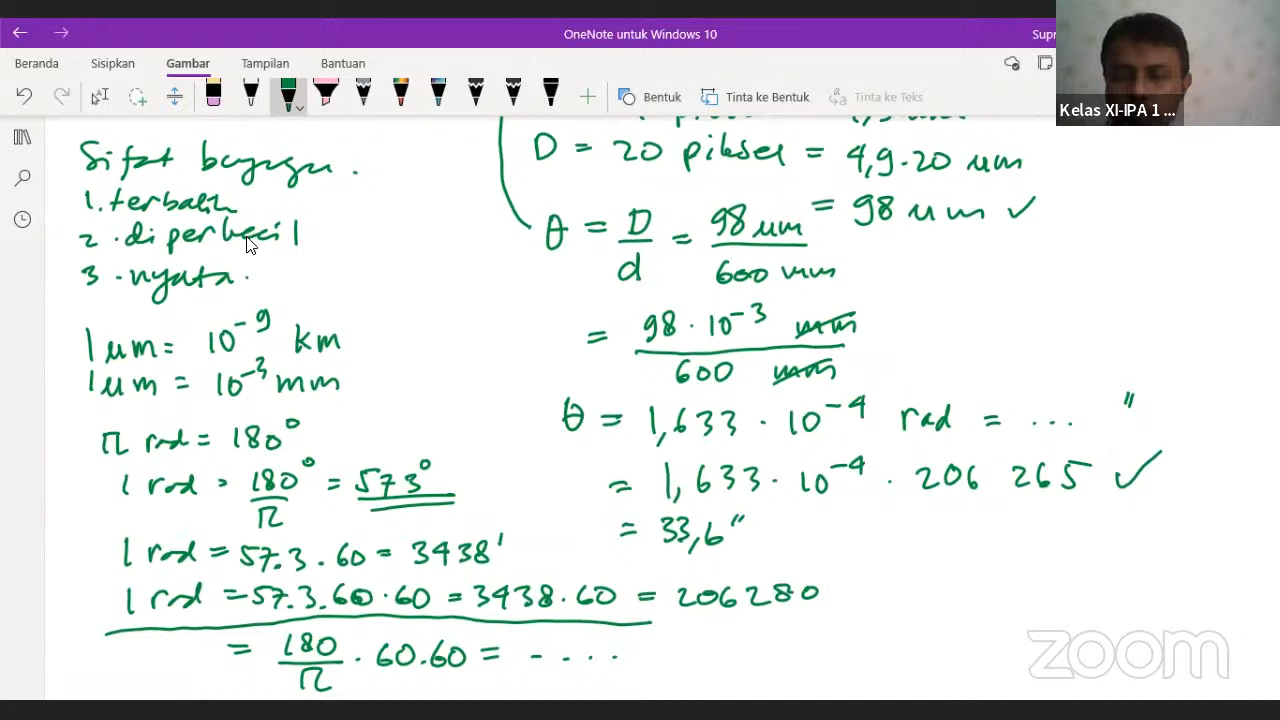 OneNote untuk Windows 10
Beranda Sisipkan Gambar Tampilan Bantuan
Bentuk Tinta ke Bentuk Tinta ke Teks
Kelas XI-IPA 1 ...
Sifat bayangan.
1. terbalik
2. diperkecil
3. nyata.
1 um = 10⁻⁹ km
1 um = 10⁻³ mm
π rad = 180°
1 rad = 180°/π = 573°
1 rad = 57.3.60 = 3438'
1 rad = 57.3.60.60 = 3438.60 = 206280
= 180/π . 60.60 = - ....
D = 20 piksel = 4,9.20 um
= 98 um ✓
θ = D/d = 98 um/600 mm
= 98.10⁻³ mm/600 mm
θ = 1,633 . 10⁻⁴ rad = ... "
= 1,633 . 10⁻⁴ . 206 265 ✓
= 33,6"
zoom